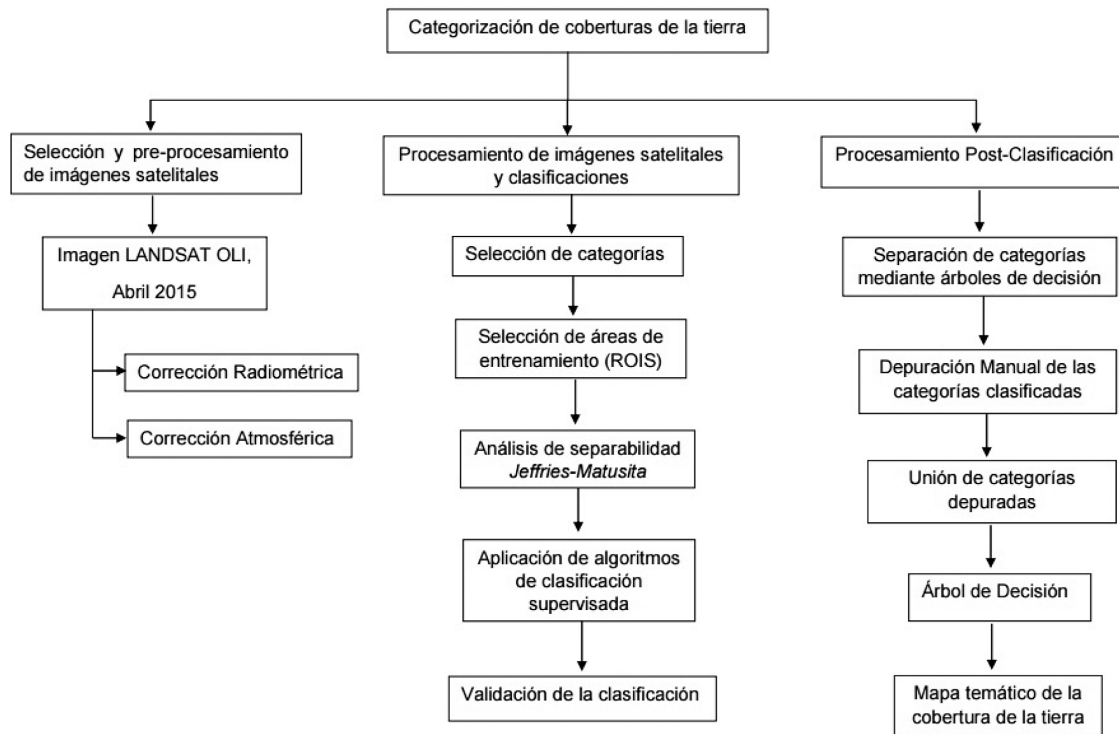 Categorización de coberturas de la tierra
Selección y pre-procesamiento
de imágenes satelitales
Imagen LANDSAT OLI,
Abril 2015
Corrección Radiométrica
Corrección Atmosférica
Procesamiento de imágenes satelitales
y clasificaciones
Selección de categorías
Selección de áreas de
entrenamiento (ROIS)
Análisis de separabilidad
Jeffries-Matusita
Aplicación de algoritmos
de clasificación
supervisada
Validación de la clasificación
Procesamiento Post-Clasificación
Separación de categorías
mediante árboles de decisión
Depuración Manual de las
categorías clasificadas
Unión de categorías
depuradas
Árbol de Decisión
Mapa temático de la
cobertura de la tierra